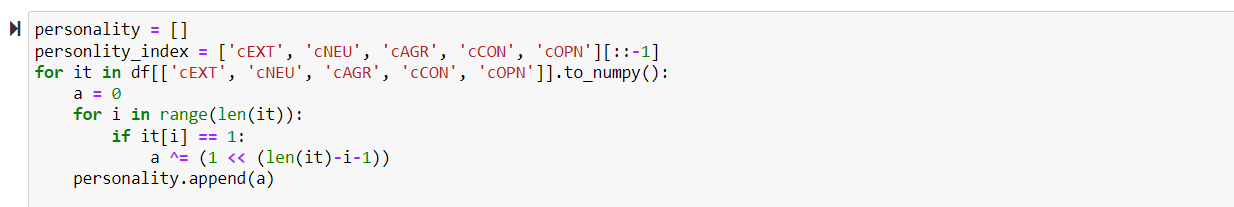 personality = []
personlity_index = ['cEXT', 'cNEU', 'cAGR', 'cCON', 'cOPN'][::-1]
for it in df[['cEXT', 'cNEU', 'cAGR', 'cCON', 'cOPN']].to_numpy():
    a = 0
    for i in range(len(it)):
        if it[i] == 1:
            a ^= (1 << (len(it)-i-1))
    personality.append(a)